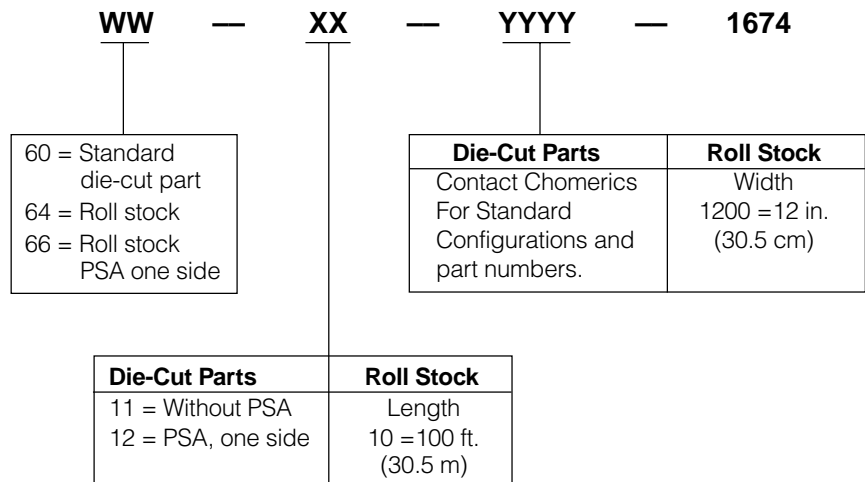 WW — XX — YYYY — 1674
60 = Standard
die-cut part
64 = Roll stock
66 = Roll stock
PSA one side
Die-Cut Parts Roll Stock
Contact Chomerics Width
For Standard 1200 =12 in.
Configurations and (30.5 cm)
part numbers.
Die-Cut Parts Roll Stock
11 = Without PSA Length
12 = PSA, one side 10 =100 ft.
(30.5 m)